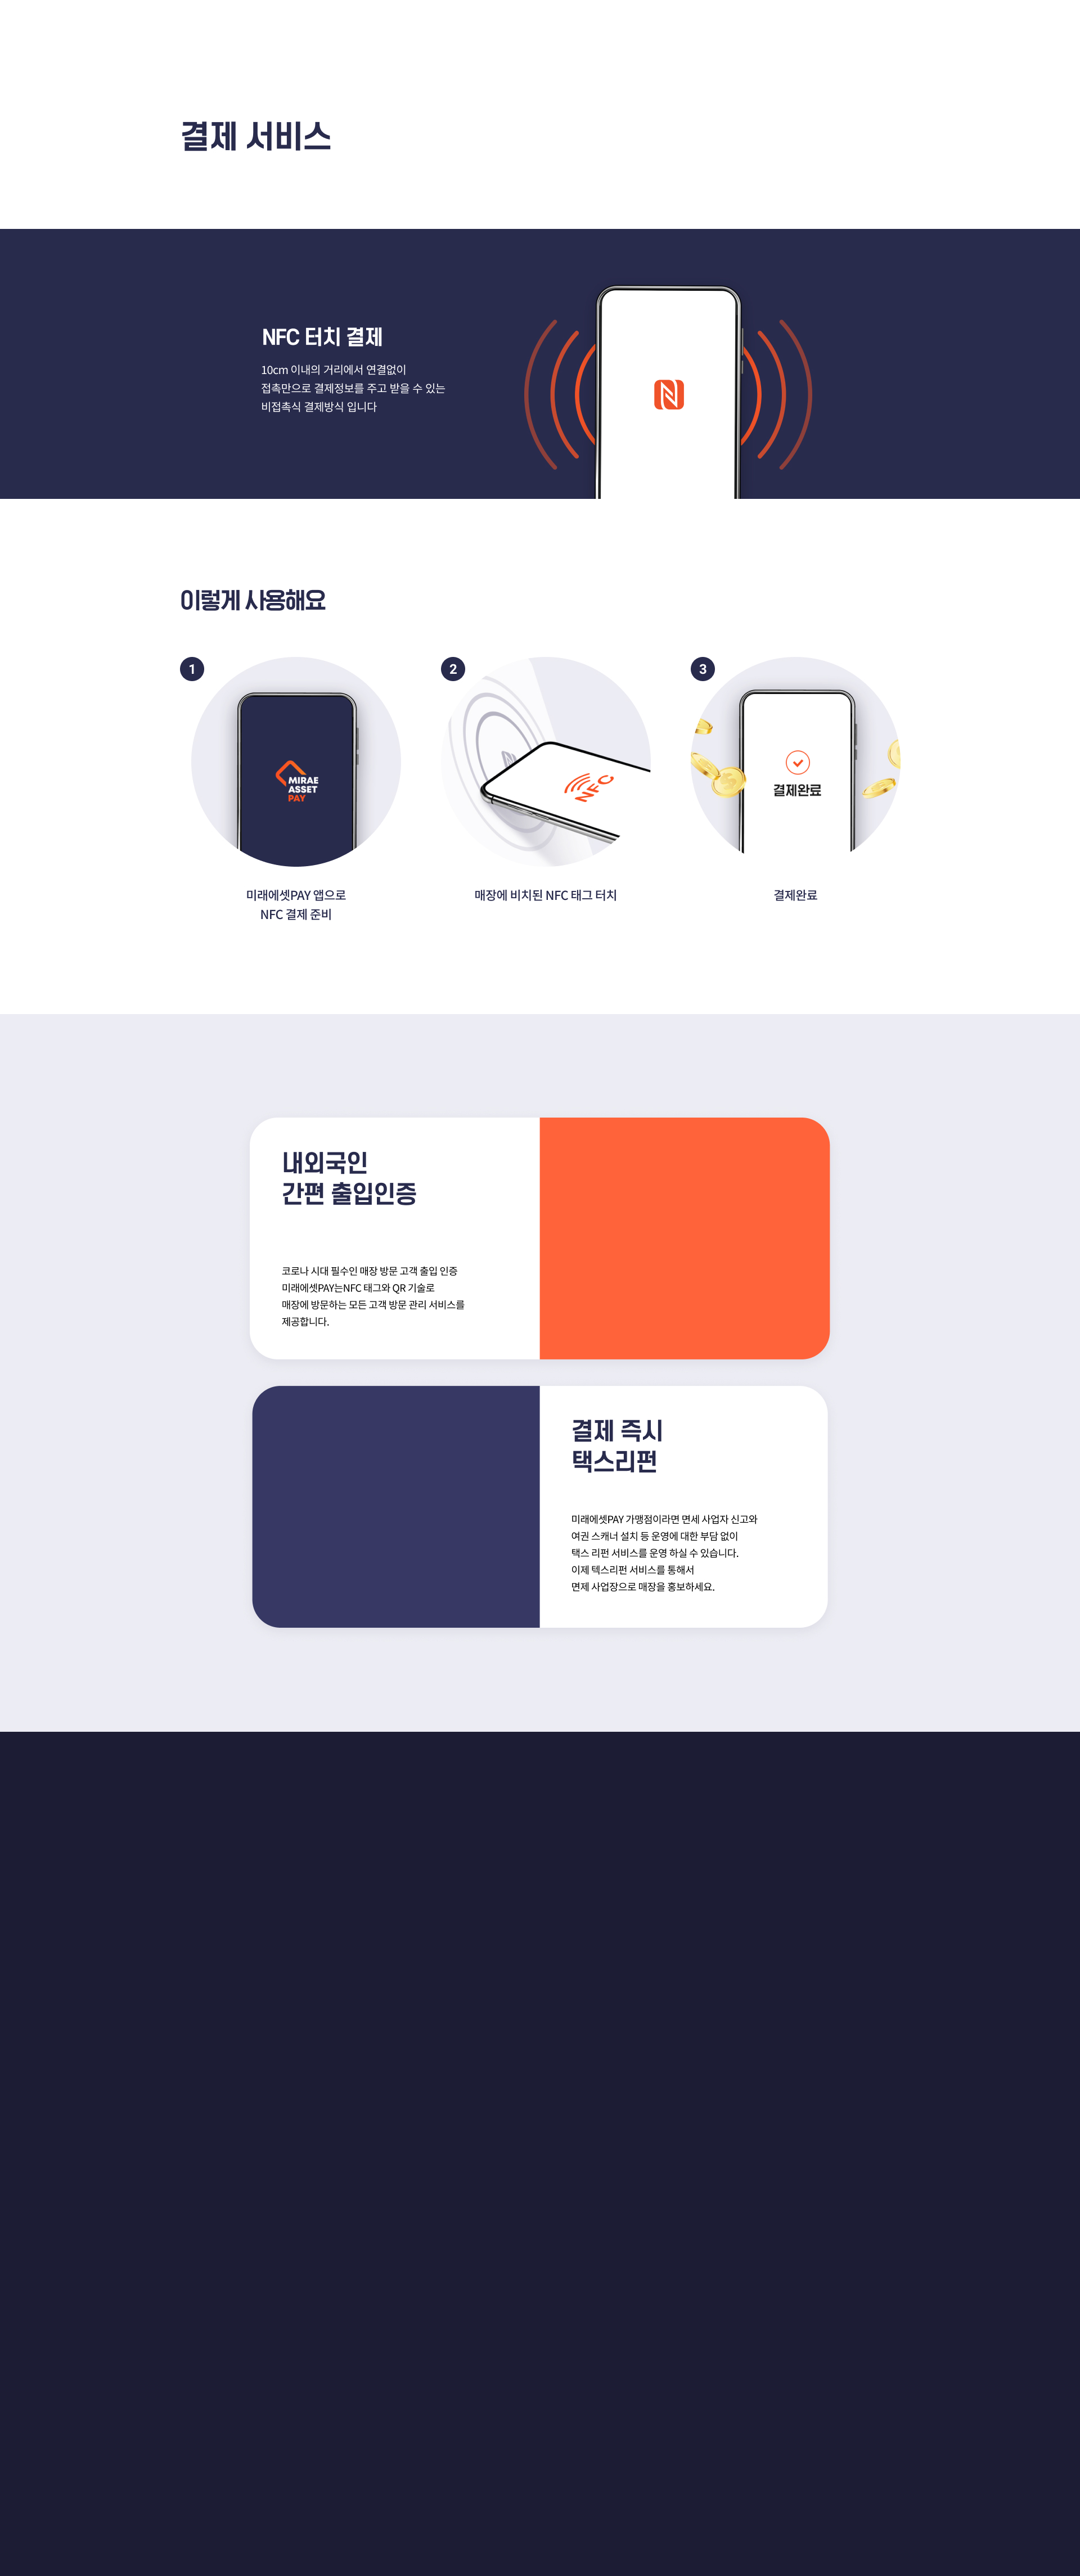 결제 서비스
NFC 터치 결제
10cm 이내의 거리에서 연결없이
접촉만으로 결제정보를 주고 받을 수 있는
비접촉식 결제방식 입니다
이렇게 사용해요
1
MIRAE
ASSET
PAY
미래에셋PAY 앱으로
NFC 결제 준비
2
NFC
매장에 비치된 NFC 태그 터치
3
결제완료
결제완료
내외국인
간편 출입인증
코로나 시대 필수인 매장 방문 고객 출입 인증
미래에셋PAY는NFC 태그와 QR 기술로
매장에 방문하는 모든 고객 방문 관리 서비스를
제공합니다.
결제 즉시
택스리펀
미래에셋PAY 가맹점이라면 면세 사업자 신고와
여권 스캐너 설치 등 운영에 대한 부담 없이
택스 리펀 서비스를 운영 하실 수 있습니다.
이제 텍스리펀 서비스를 통해서
면제 사업장으로 매장을 홍보하세요.